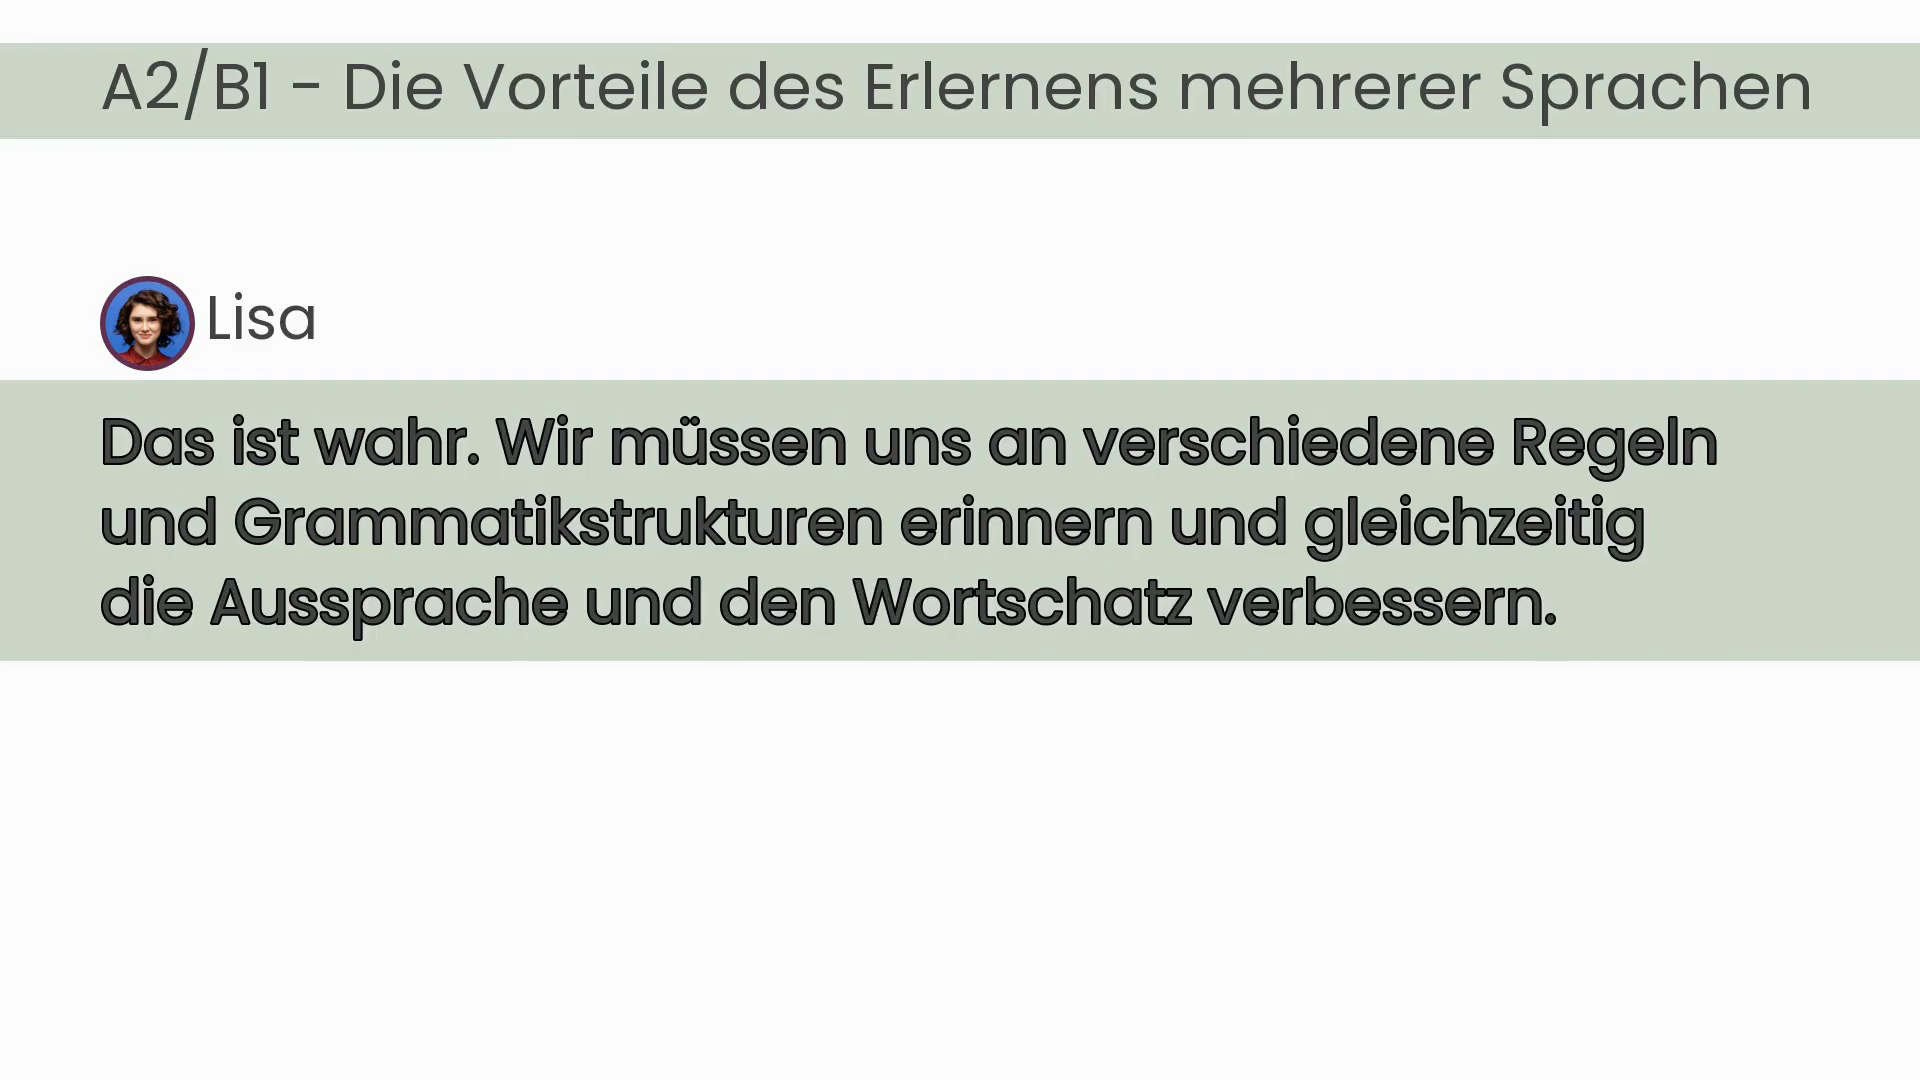 A2/B1 - Die Vorteile des Erlernens mehrerer Sprachen
Lisa
Das ist wahr. Wir müssen uns an verschiedene Regeln
und Grammatikstrukturen erinnern und gleichzeitig
die Aussprache und den Wortschatz verbessern.